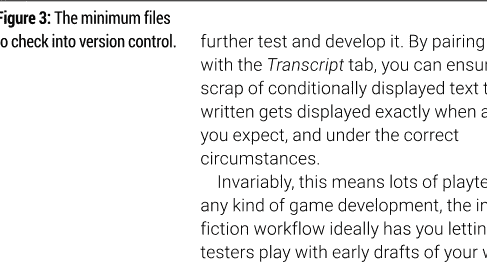 Figure 3: The minimum files
to check into version control.
further test and develop it. By pairing
with the Transcript tab, you can ensur
scrap of conditionally displayed text t
written gets displayed exactly when a
you expect, and under the correct
circumstances.
Invariably, this means lots of playte
any kind of game development, the in
fiction workflow ideally has you lettin
testers play with early drafts of your w